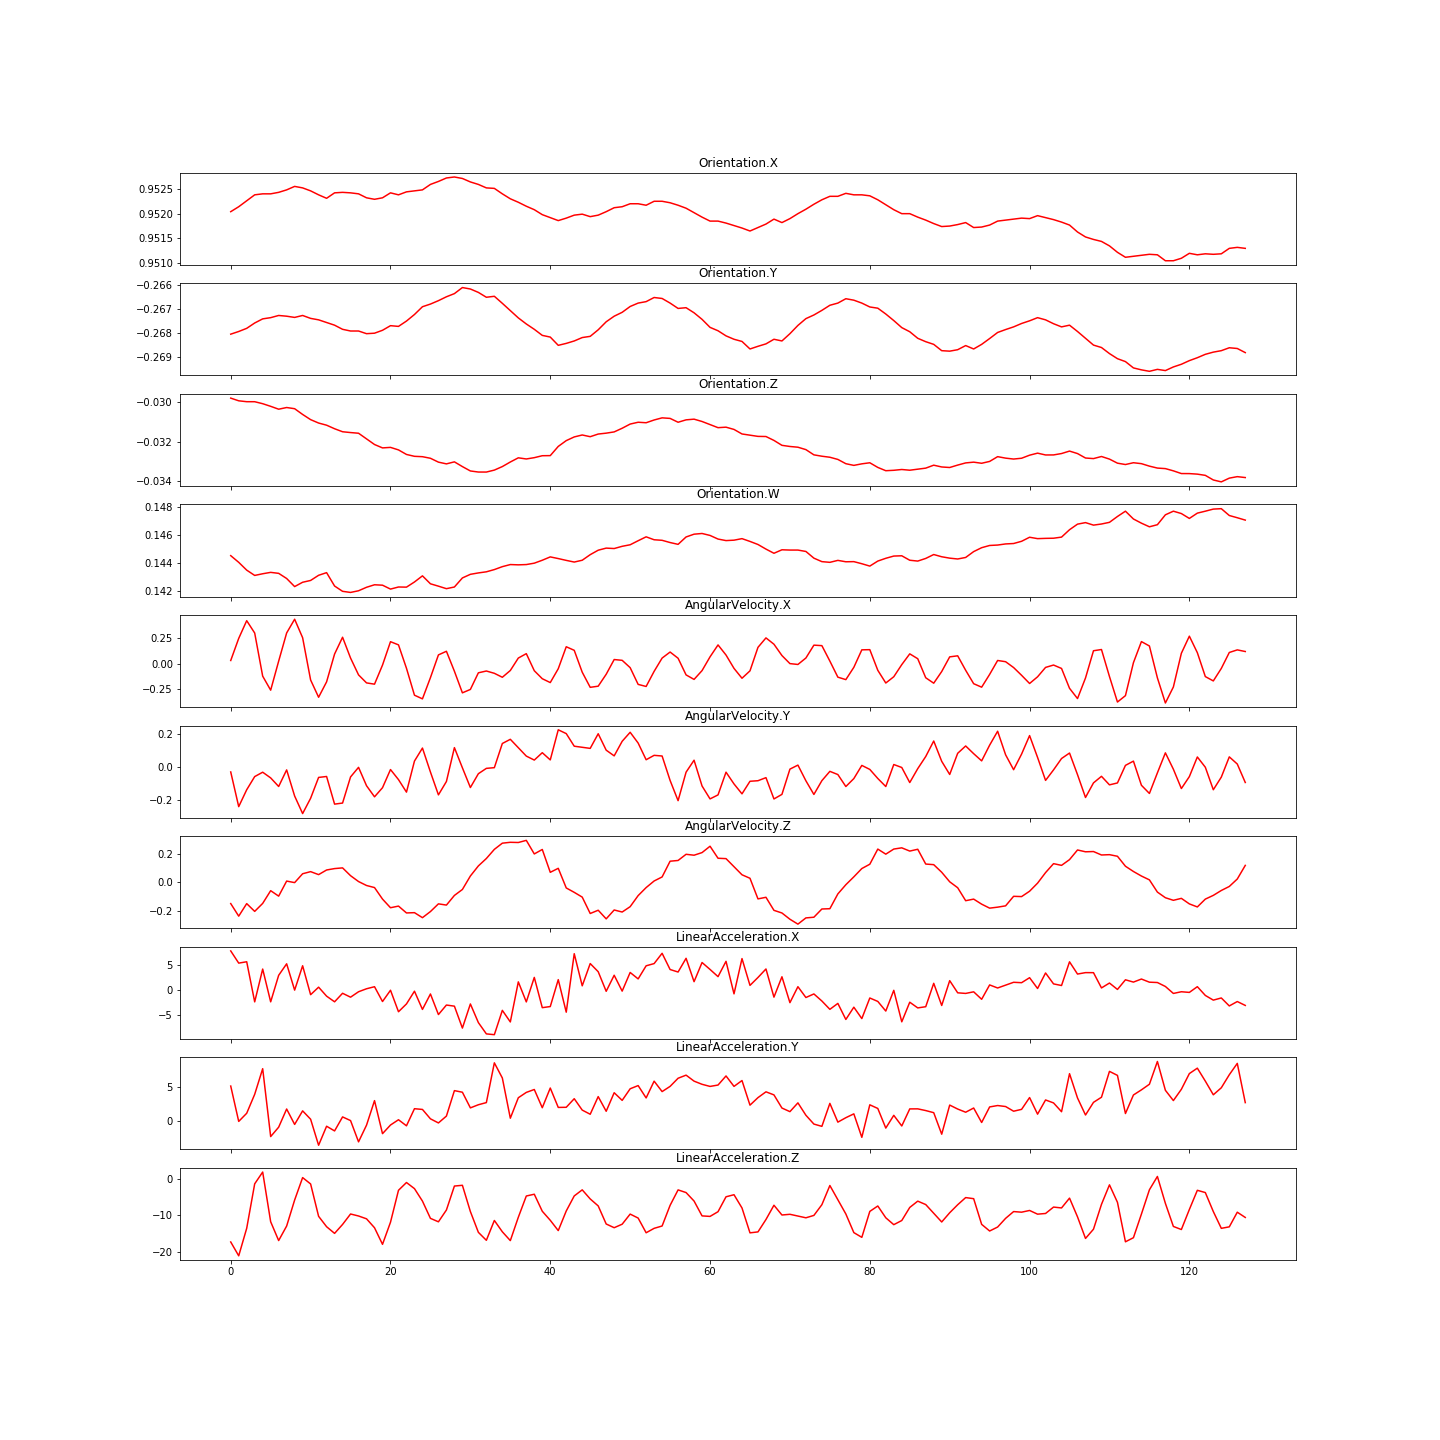 Orientation.X
0.9525
0.9520
0.9515
0.9510
Orientation.Y
−0.266
−0.267
−0.268
−0.269
Orientation.Z
−0.030
−0.032
−0.034
Orientation.W
0.148
0.146
0.144
0.142
AngularVelocity.X
0.25
0.00
−0.25
AngularVelocity.Y
0.2
0.0
−0.2
AngularVelocity.Z
0.2
0.0
−0.2
LinearAcceleration.X
5
0
−5
LinearAcceleration.Y
5
0
LinearAcceleration.Z
0
−10
−20
0 20 40 60 80 100 120